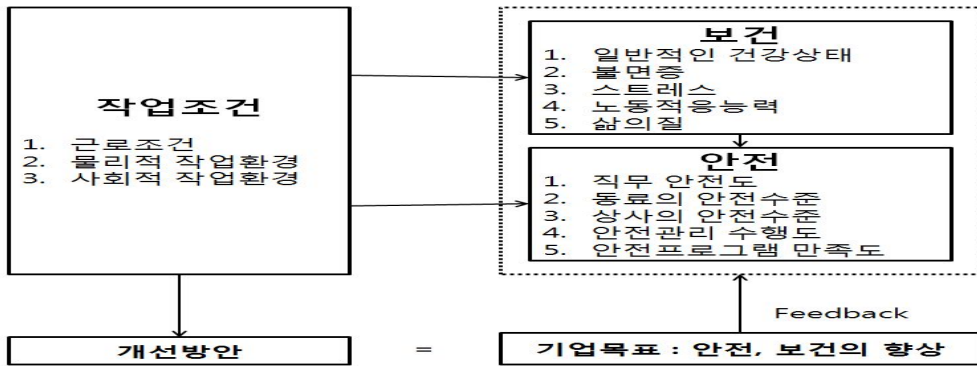 작업조건
1. 근로조건
2. 물리적 작업환경
3. 사회적 작업환경
보건
1. 일반적인 건강상태
2. 불면증
3. 스트레스
4. 노동적응능력
5. 삶의질
안전
1. 직무 안전도
2. 동료의 안전수준
3. 상사의 안전수준
4. 안전관리 수행도
5. 안전프로그램 만족도
Feedback
개선방안
=
기업목표 : 안전, 보건의 향상